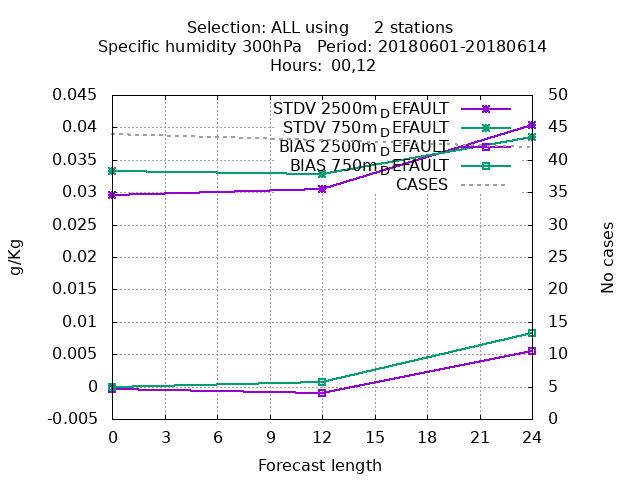 Selection: ALL using 2 stations
Specific humidity 300hPa Period: 20180601-20180614
Hours: 00,12
0.045
0.04
0.035
0.03
0.025
0.02
0.015
0.01
0.005
0
-0.005
g/Kg
STDV 2500m_DEFAULT
STDV 750m_DEFAULT
BIAS 2500m_DEFAULT
BIAS 750m_DEFAULT
CASES
50
45
40
35
30
25
20
15
10
5
0
No cases
0 3 6 9 12 15 18 21 24
Forecast length